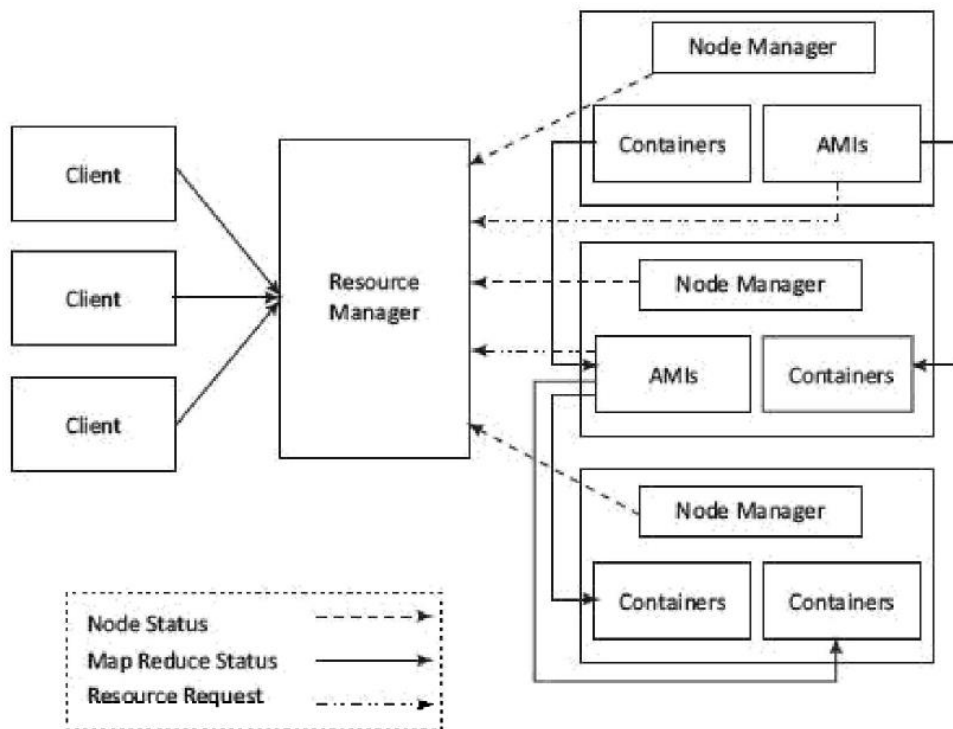 Client
Client
Client
Resource
Manager
Node Manager
Containers
AMIs
Node Manager
AMIs
Containers
Node Manager
Containers
Containers
Node Status
Map Reduce Status
Resource Request